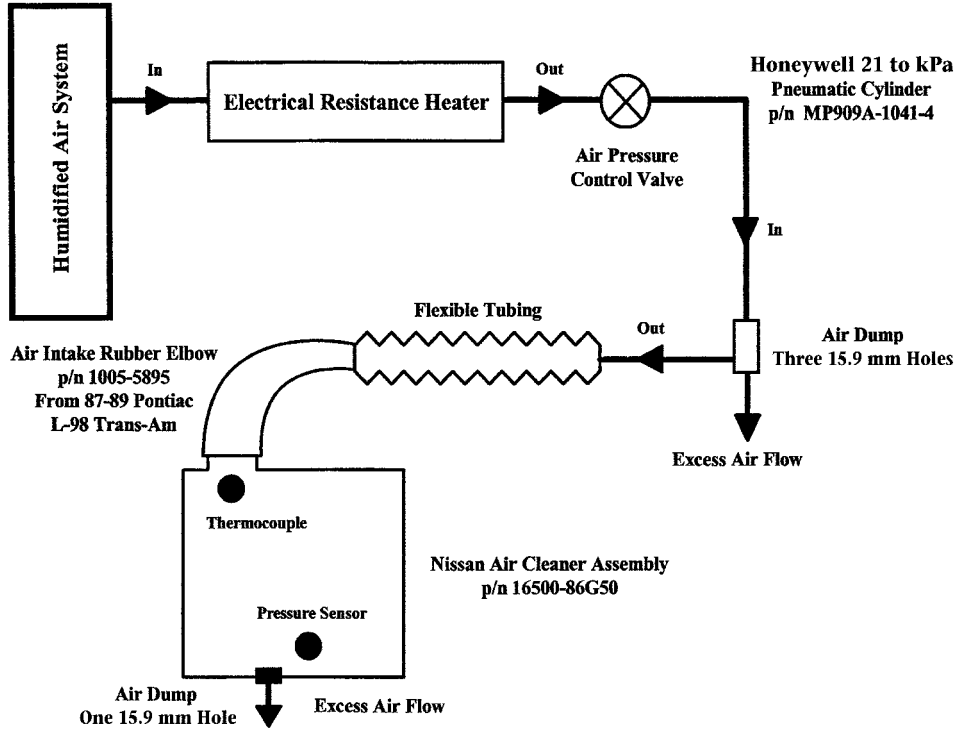 Humidified Air System
In
Electrical Resistance Heater
Out
Air Pressure
Control Valve
Honeywell 21 to kPa
Pneumatic Cylinder
p/n MP909A-1041-4
In
Flexible Tubing
Out
Air Dump
Three 15.9 mm Holes
Excess Air Flow
Air Intake Rubber Elbow
p/n 1005-5895
From 87-89 Pontiac
L-98 Trans-Am
Thermocouple
Nissan Air Cleaner Assembly
p/n 16500-86G50
Pressure Sensor
Air Dump
One 15.9 mm Hole
Excess Air Flow